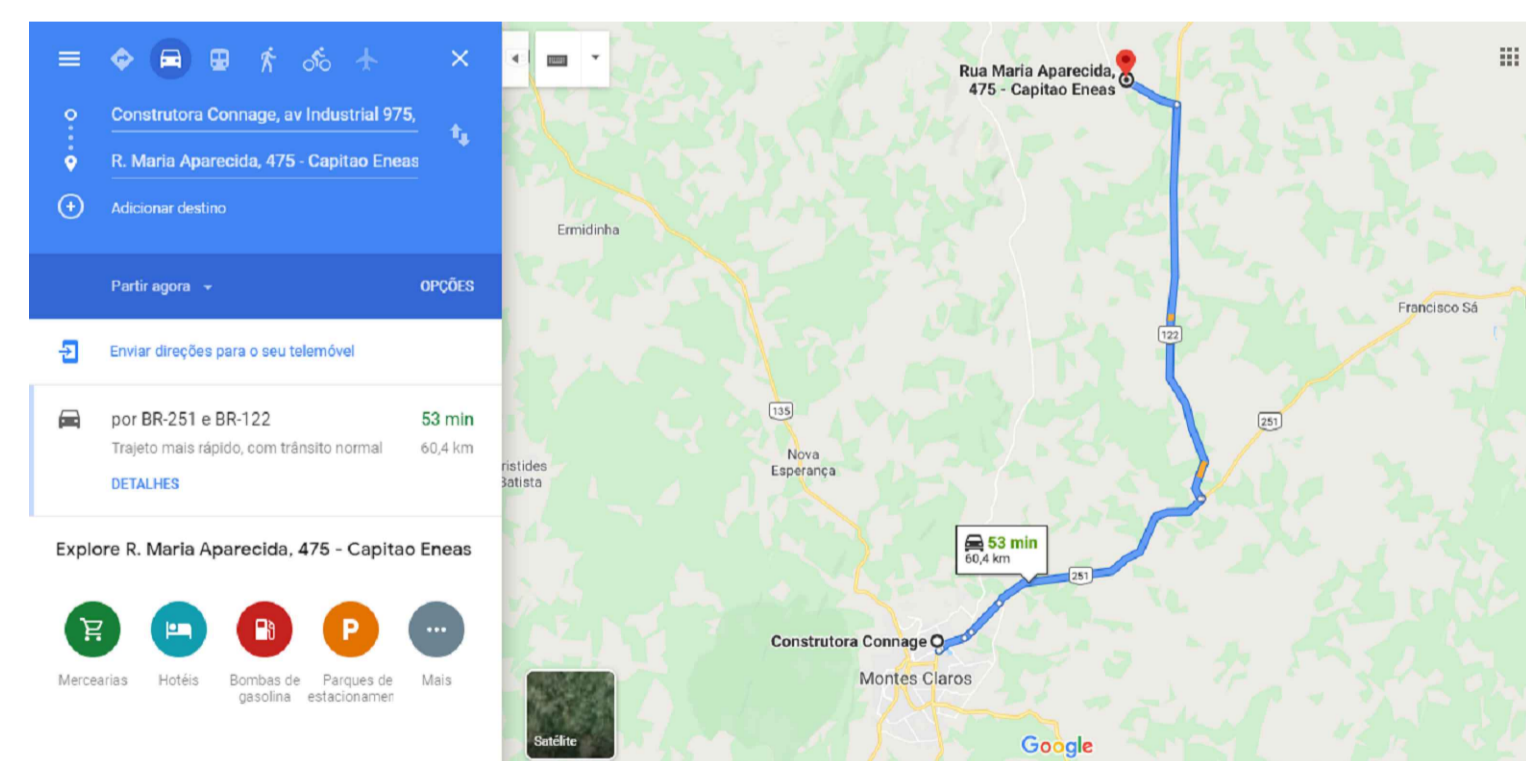 Construtora Connage, av Industrial 975,
R. Maria Aparecida, 475 - Capitao Eneas
Adicionar destino
Partir agora
OPÇÕES
Enviar direções para o seu telemóvel
por BR-251 e BR-122
53 min
Trajeto mais rápido, com trânsito normal
60,4 km
DETALHES
Explore R. Maria Aparecida, 475 - Capitao Eneas
P
Mercearias
Hotéis
Bombas de
gasolina
Parques de
estacionamen
Mais
Rua Maria Aparecida,
475 - Capitao Eneas
Ermidinha
Francisco Sá
122
135
251
Nova
Esperança
ristides
Batista
53 min
60,4 km
251
Construtora Connage
Montes Claros
Satélite
Google